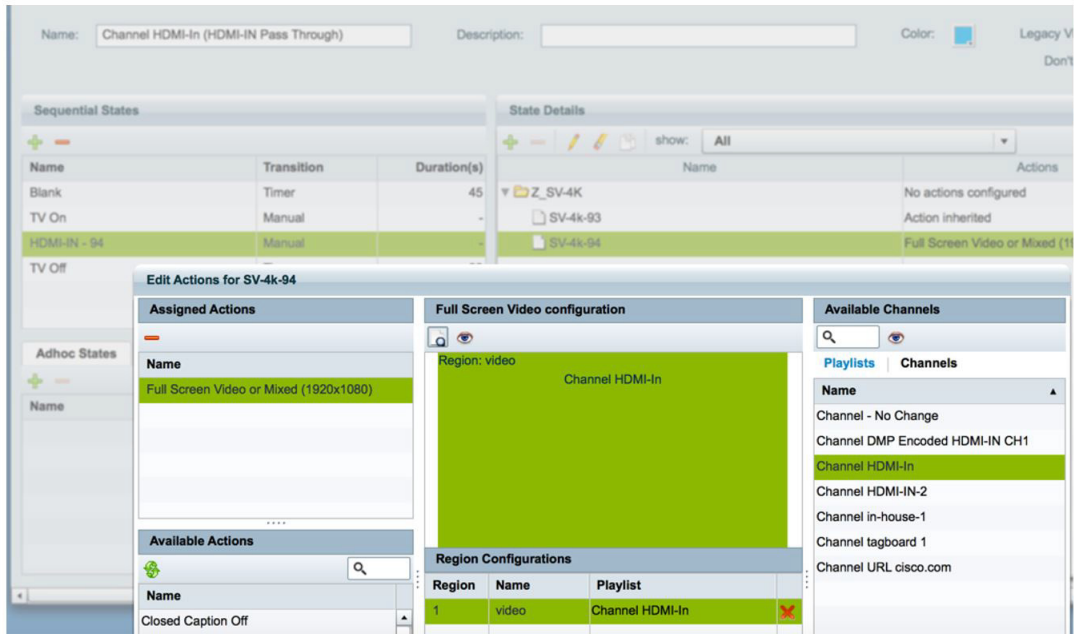 Name: Channel HDMI-In (HDMI-IN Pass Through) Description: Color: Legacy V
Don't
Sequential States
Name Transition Duration(s)
Blank Timer 45
TV On Manual -
HDMI-IN - 94 Manual -
TV Off
State Details
show: All
Name Actions
Z_SV-4K No actions configured
SV-4k-93 Action inherited
SV-4k-94 Full Screen Video or Mixed (19
Adhoc States
Name
Edit Actions for SV-4k-94
Assigned Actions
Name
Full Screen Video or Mixed (1920x1080)
Available Actions
Name
Closed Caption Off
Full Screen Video configuration
Region: video
Channel HDMI-In
Region Configurations
Region Name Playlist
1 video Channel HDMI-In
Available Channels
Playlists Channels
Name
Channel - No Change
Channel DMP Encoded HDMI-IN CH1
Channel HDMI-In
Channel HDMI-IN-2
Channel in-house-1
Channel tagboard 1
Channel URL cisco.com